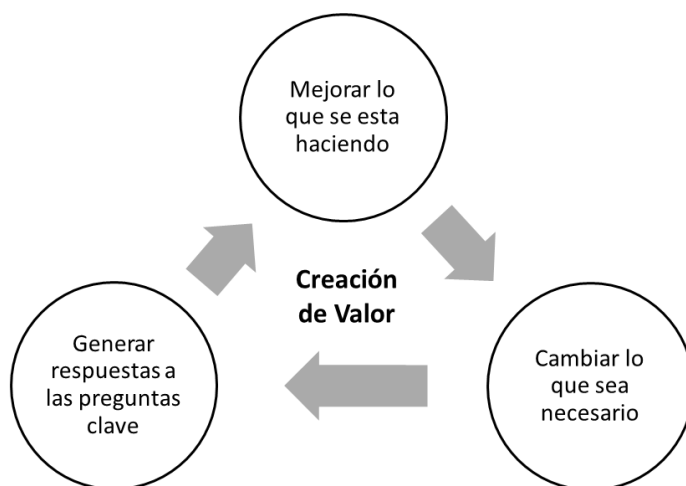 Mejorar lo
que se esta
haciendo
Creación
de Valor
Generar
respuestas a
las preguntas
clave
Cambiar lo
que sea
necesario